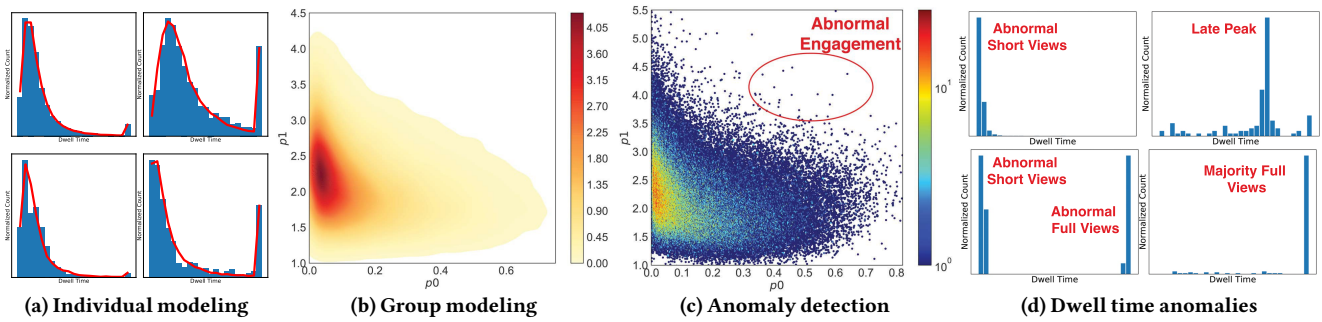 Normalized Count
Dwell Time
Normalized Count
Dwell Time
Normalized Count
Dwell Time
Normalized Count
Dwell Time
(a) Individual modeling
4.5
4.0
3.5
3.0
2.5
2.0
1.5
1.0
p1
0.0 0.2 0.4 0.6
p0
4.05
3.60
3.15
2.70
2.25
1.80
1.35
0.90
0.45
0.00
(b) Group modeling
5.5
5.0
4.5
4.0
3.5
3.0
2.5
2.0
1.5
1.0
p1
0.0 0.1 0.2 0.3 0.4 0.5 0.6 0.7 0.8
p0
Abnormal
Engagement
10¹
10⁰
(c) Anomaly detection
Normalized Count
Abnormal
Short Views
Dwell Time
Normalized Count
Late Peak
Dwell Time
Normalized Count
Abnormal
Short Views
Abnormal
Full Views
Dwell Time
Normalized Count
Majority Full
Views
Dwell Time
(d) Dwell time anomalies